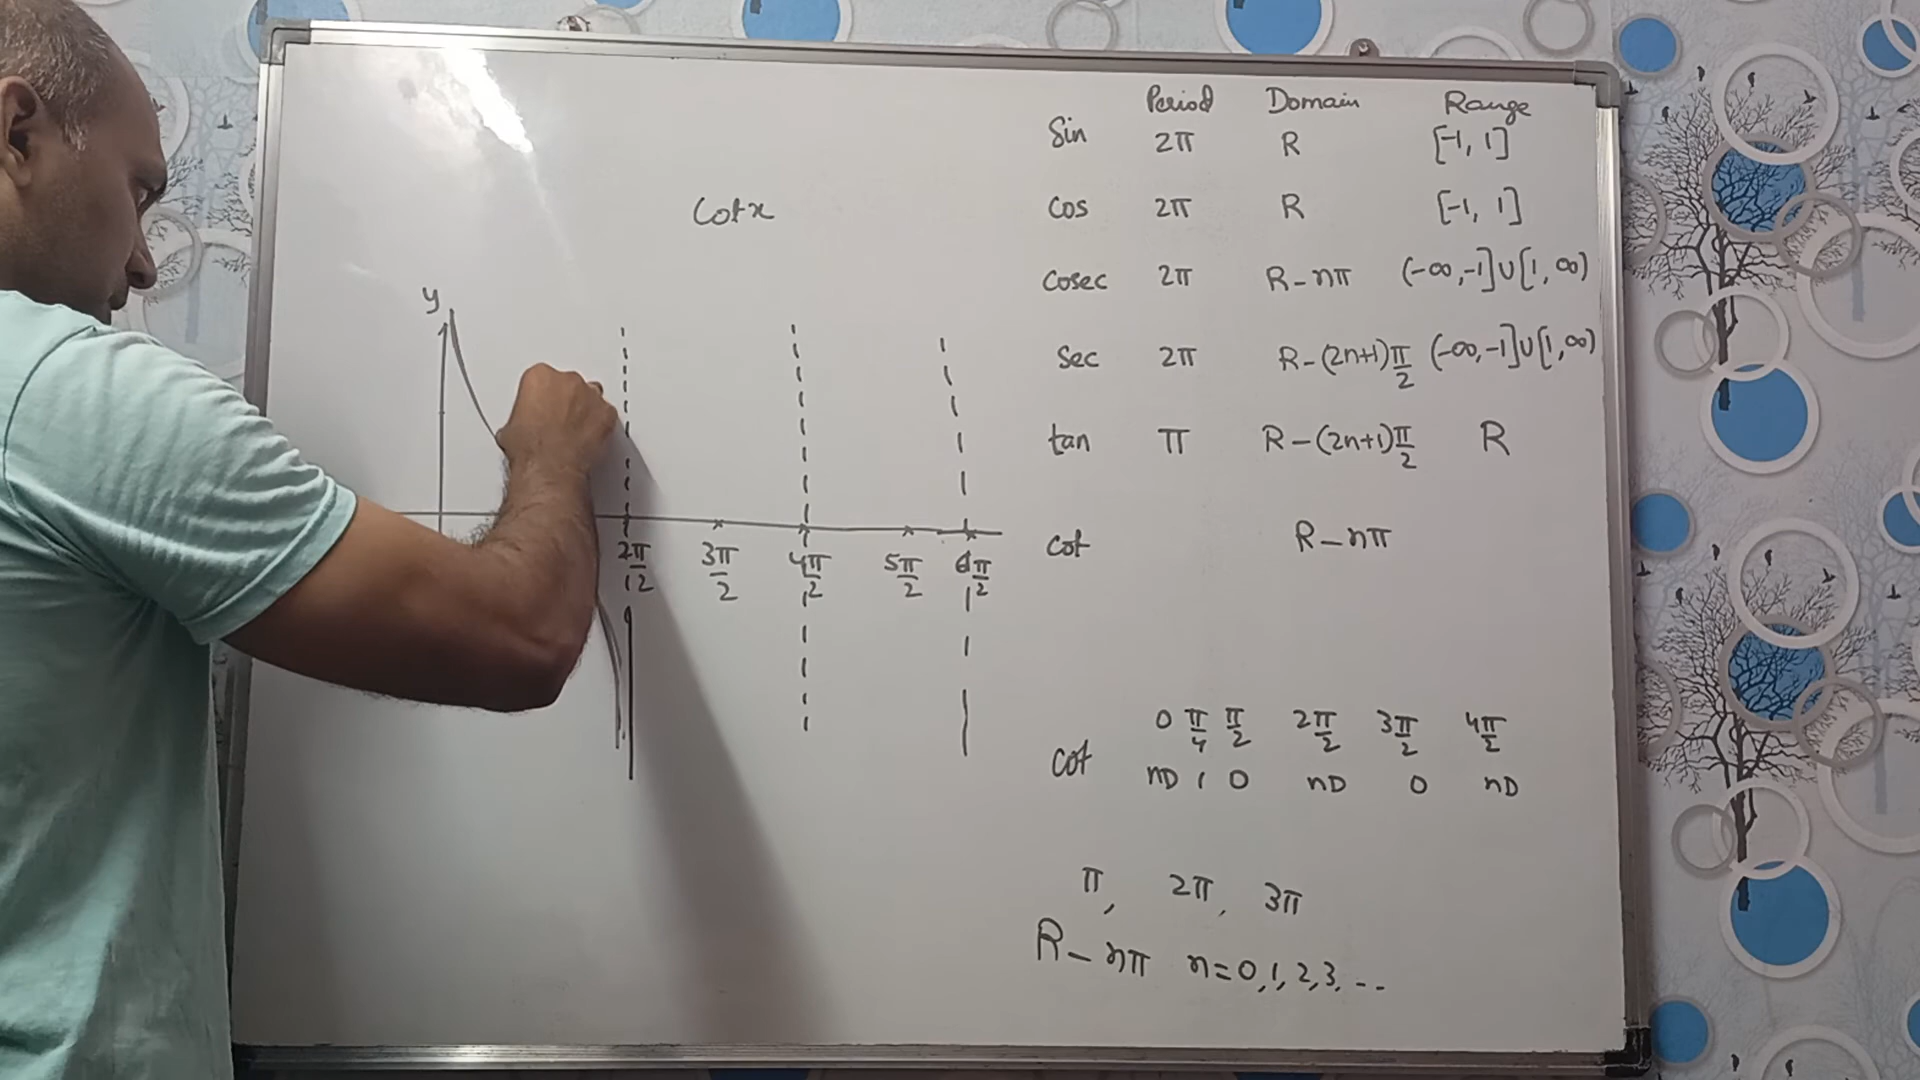 Period Domain Range
Sin 2π R [-1, 1]
Cos 2π R [-1, 1]
Cosec 2π R-nπ (-∞,-1]∪[1, ∞)
Sec 2π R-(2n+1)π/2 (-∞,-1]∪[1,∞)
tan π R-(2n+1)π/2 R
cot R-nπ
Cotx
y
2π/2 3π/2 4π/2 5π/2 6π/2
0 π/4 π/2 2π/2 3π/2 4π/2
cot ND 1 0 ND 0 ND
π, 2π, 3π
R-nπ n=0,1,2,3,--